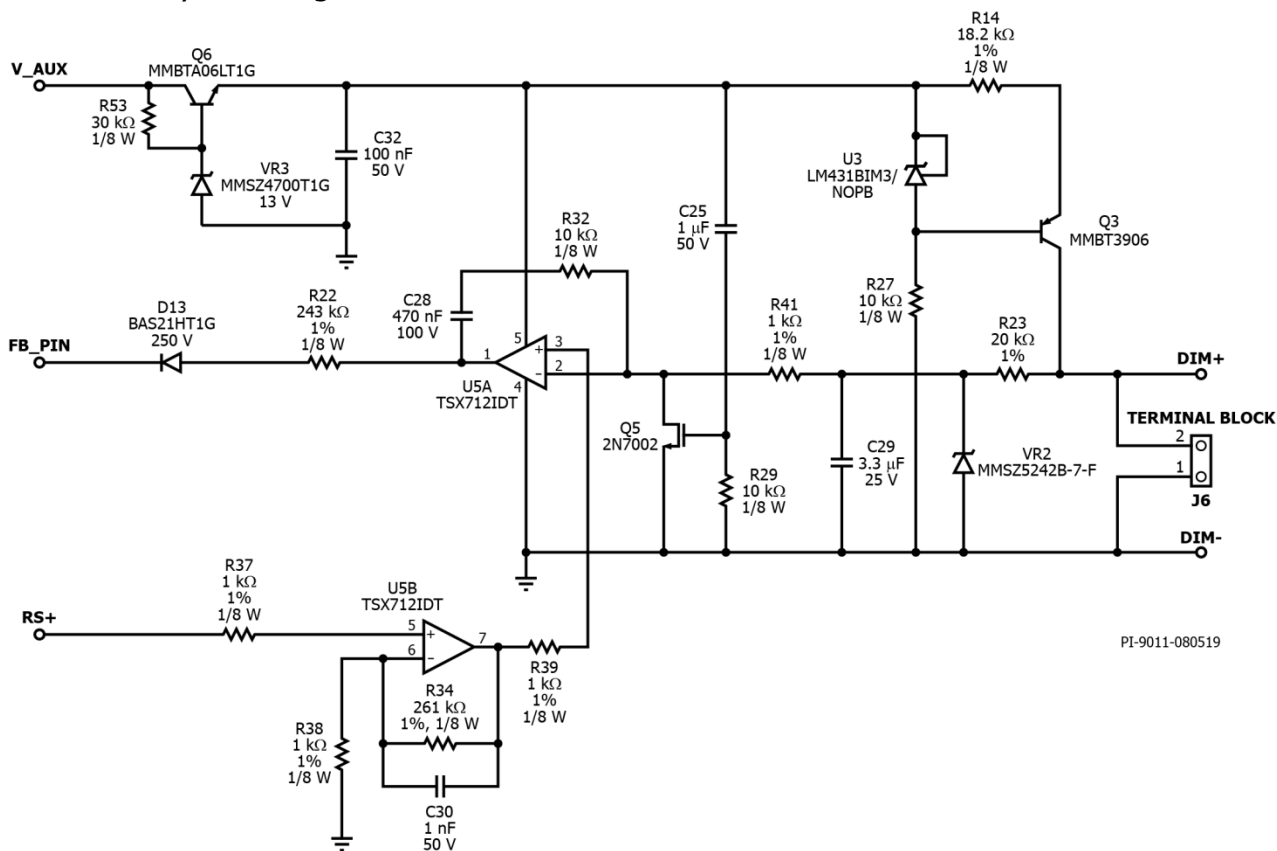 R14
18.2 kΩ
1%
1/8 W
Q6
MMBTA06LT1G
V_AUX
R53
30 kΩ
1/8 W
VR3
MMSZ4700T1G
13 V
C32
100 nF
50 V
U3
LM431BIM3/
NOPB
Q3
MMBT3906
C25
1 μF
50 V
R32
10 kΩ
1/8 W
R27
10 kΩ
1/8 W
C28
470 nF
100 V
R22
243 kΩ
1%
1/8 W
D13
BAS21HT1G
250 V
FB_PIN
R41
1 kΩ
1%
1/8 W
R23
20 kΩ
1%
DIM+
5
3
1
2
4
U5A
TSX712IDT
Q5
2N7002
C29
3.3 μF
25 V
VR2
MMSZ5242B-7-F
TERMINAL BLOCK
2
1
J6
R29
10 kΩ
1/8 W
DIM-
R37
1 kΩ
1%
1/8 W
U5B
TSX712IDT
RS+
5
6
7
R39
1 kΩ
1%
1/8 W
R34
261 kΩ
1%, 1/8 W
R38
1 kΩ
1%
1/8 W
C30
1 nF
50 V
PI-9011-080519